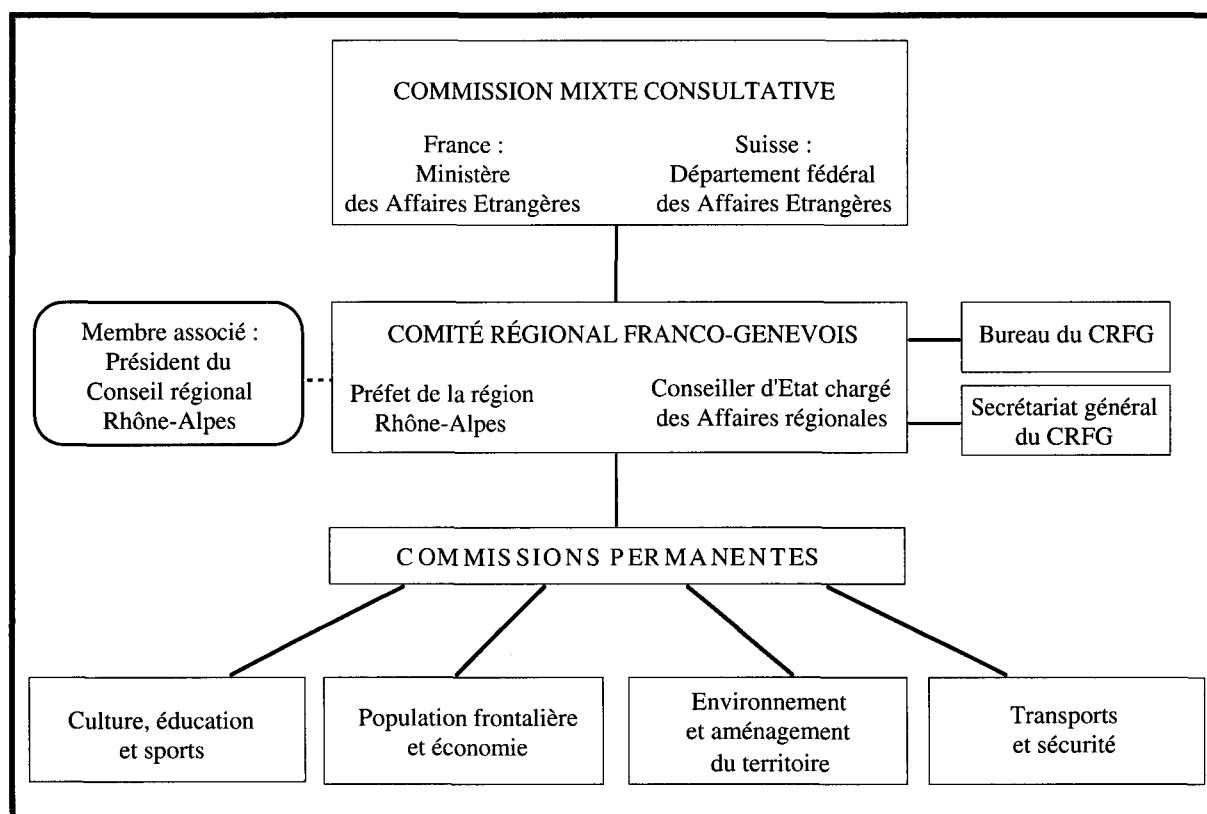 COMMISSION MIXTE CONSULTATIVE
France :
Ministère
des Affaires Etrangères
Suisse :
Département fédéral
des Affaires Etrangères
Membre associé :
Président du
Conseil régional
Rhône-Alpes
COMITÉ RÉGIONAL FRANCO-GENEVOIS
Préfet de la région
Rhône-Alpes
Conseiller d'Etat chargé
des Affaires régionales
Bureau du CRFG
Secrétariat général
du CRFG
COMMISSIONS PERMANENTES
Culture, éducation
et sports
Population frontalière
et économie
Environnement
et aménagement
du territoire
Transports
et sécurité